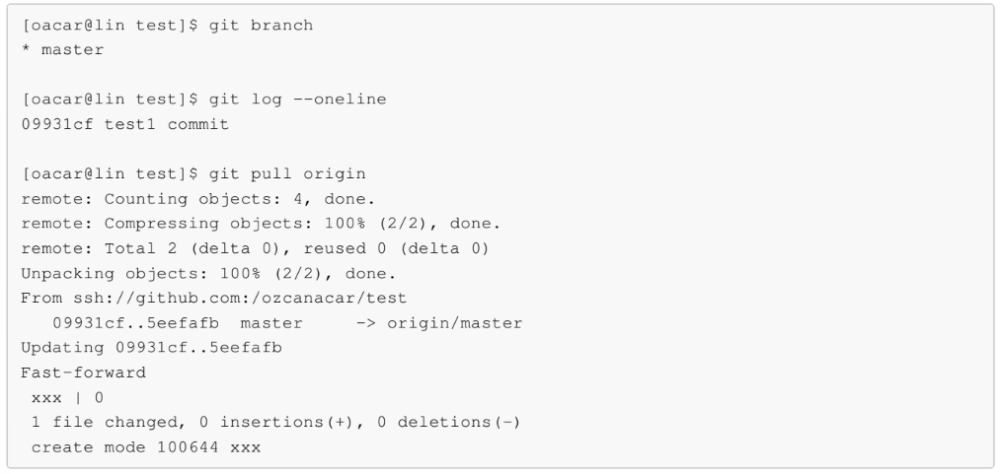 [oacar@lin test]$ git branch
* master
[oacar@lin test]$ git log --oneline
09931cf test1 commit
[oacar@lin test]$ git pull origin
remote: Counting objects: 4, done.
remote: Compressing objects: 100% (2/2), done.
remote: Total 2 (delta 0), reused 0 (delta 0)
Unpacking objects: 100% (2/2), done.
From ssh://github.com:/ozcanacar/test
   09931cf..5eefafb  master     -> origin/master
Updating 09931cf..5eefafb
Fast-forward
 xxx | 0
 1 file changed, 0 insertions(+), 0 deletions(-)
 create mode 100644 xxx